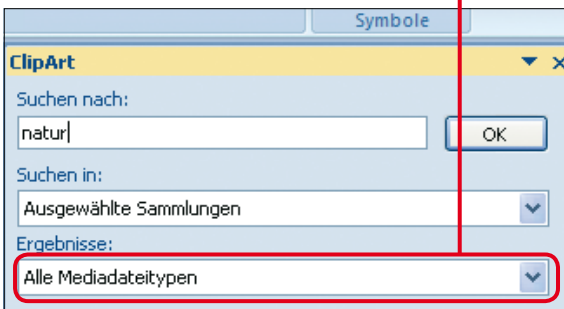 Symbole
ClipArt
Suchen nach:
natur
OK
Suchen in:
Ausgewählte Sammlungen
Ergebnisse:
Alle Mediadateitypen